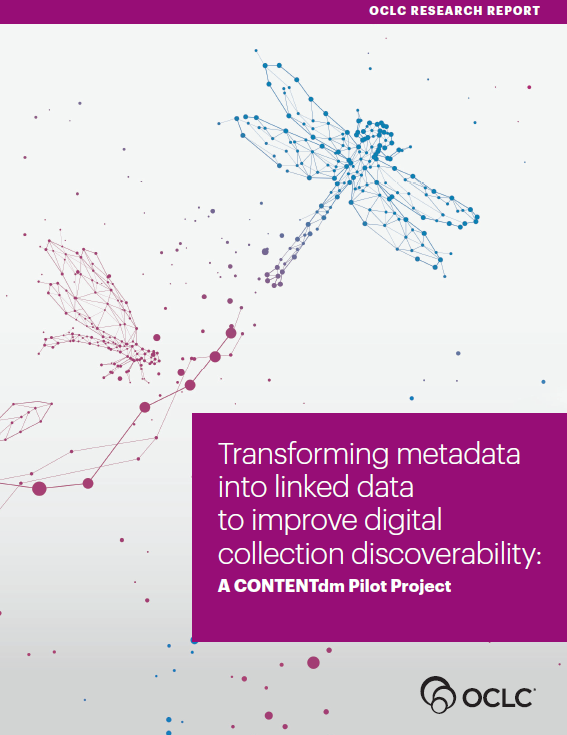 OCLC RESEARCH REPORT
Transforming metadata
into linked data
to improve digital
collection discoverability:
A CONTENTdm Pilot Project
OCLC